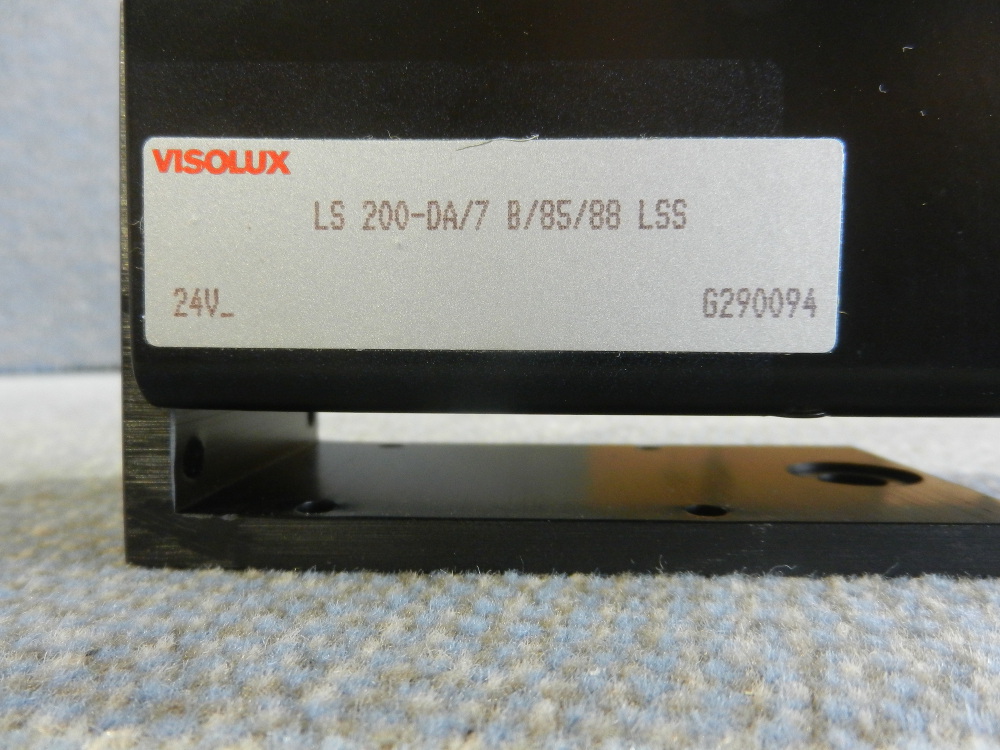 VISOLUX
LS 200-DA/7 B/85/88 LSS
24V_ G290094